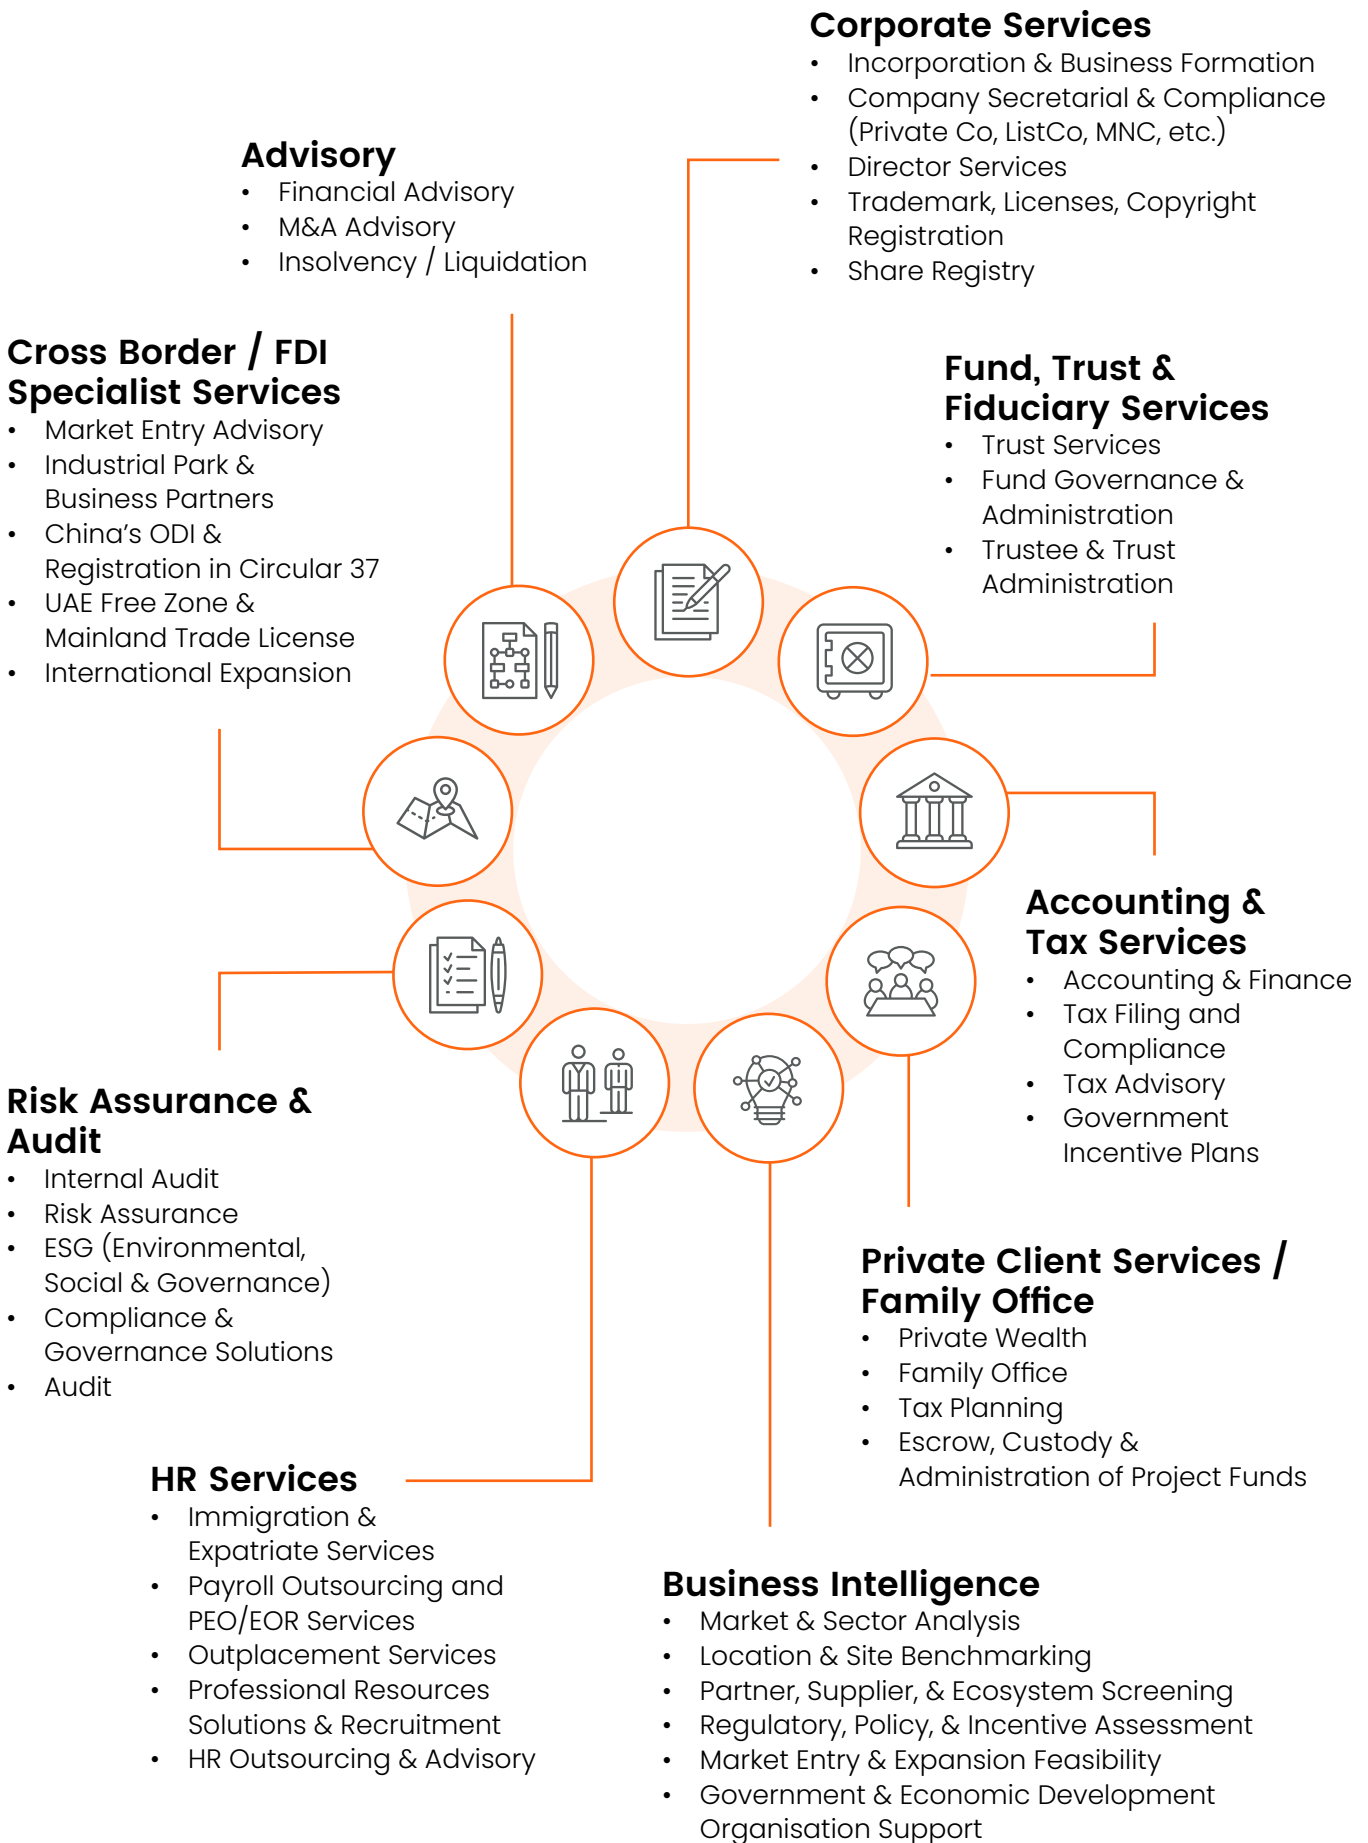 Corporate Services
• Incorporation & Business Formation
• Company Secretarial & Compliance
(Private Co, ListCo, MNC, etc.)
• Director Services
• Trademark, Licenses, Copyright
Registration
• Share Registry
Advisory
• Financial Advisory
• M&A Advisory
• Insolvency / Liquidation
Cross Border / FDI
Specialist Services
• Market Entry Advisory
• Industrial Park &
Business Partners
• China’s ODI &
Registration in Circular 37
• UAE Free Zone &
Mainland Trade License
• International Expansion
Fund, Trust &
Fiduciary Services
• Trust Services
• Fund Governance &
Administration
• Trustee & Trust
Administration
Accounting &
Tax Services
• Accounting & Finance
• Tax Filing and
Compliance
• Tax Advisory
• Government
Incentive Plans
Risk Assurance &
Audit
• Internal Audit
• Risk Assurance
• ESG (Environmental,
Social & Governance)
• Compliance &
Governance Solutions
• Audit
Private Client Services /
Family Office
• Private Wealth
• Family Office
• Tax Planning
• Escrow, Custody &
Administration of Project Funds
HR Services
• Immigration &
Expatriate Services
• Payroll Outsourcing and
PEO/EOR Services
• Outplacement Services
• Professional Resources
Solutions & Recruitment
• HR Outsourcing & Advisory
Business Intelligence
• Market & Sector Analysis
• Location & Site Benchmarking
• Partner, Supplier, & Ecosystem Screening
• Regulatory, Policy, & Incentive Assessment
• Market Entry & Expansion Feasibility
• Government & Economic Development
Organisation Support